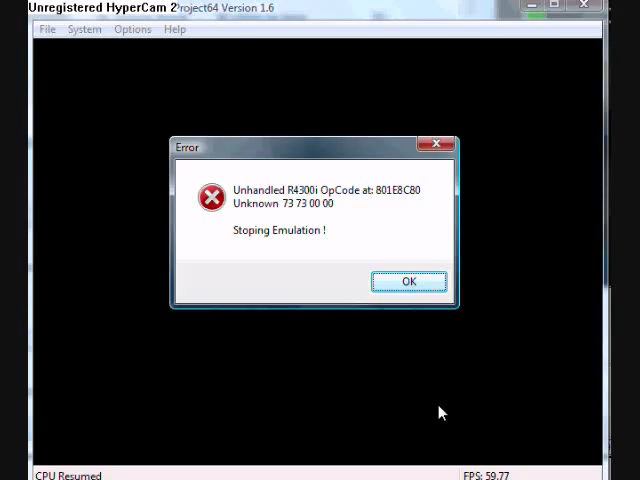 Unregistered HyperCam 2 Project64 Version 1.6
File System Options Help
Error
Unhandled R4300i OpCode at: 801E8C80
Unknown 73 73 00 00
Stoping Emulation !
OK
CPU Resumed FPS: 59.77